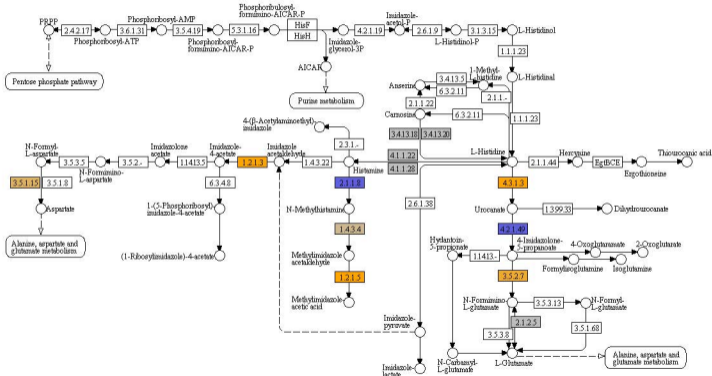 PRPP
2.4.2.17
Phosphoribosyl-ATP
3.6.1.31
Phosphoribosyl-AMP
3.5.4.19
Phosphoribosyl-
formimino-AICAR-P
5.3.1.16
Phosphoribulosyl-
formimino-AICAR-P
HisF
HisH
Imidazole-
glycerol-3P
4.2.1.19
Imidazole-
acetol-P
2.6.1.9
L-Histidinol-P
3.1.3.15
L-Histidinol
1.1.1.23
AICAR
Pentose phosphate pathway
Purine metabolism
L-Histidinal
1.1.1.23
Anserine
3.4.13.5
1-Methyl-
histidine
6.3.2.11
2.1.1.22
2.1.1.-
Carnosine
6.3.2.11
3.4.13.18
3.4.13.20
4-(β-Acetylaminoethyl)
imidazole
2.3.1.-
4.1.1.22
4.1.1.28
L-Histidine
2.1.1.44
Hercynine
EgtBCE
Ergothioneine
Thiourocanic acid
N-Formyl-
L-aspartate
3.5.3.5
N-Formimino-
L-aspartate
3.5.2.-
Imidazolone
acetate
1.14.13.5
Imidazole-
4-acetate
1.2.1.3
Imidazole
acetaldehyde
1.4.3.22
Histamine
3.5.1.15
3.5.1.8
6.3.4.8
2.1.1.8
4.3.1.3
Aspartate
1-(5-Phosphoribosyl)
imidazole-4-acetate
N-Methylhistamine
2.6.1.38
Urocanate
1.3.99.33
Dihydrourocanate
1.4.3.4
4.2.1.49
Alanine, aspartate and
glutamate metabolism
(1-Ribosylimidazole)-4-acetate
Methylimidazole
acetaldehyde
Hydantoin-
5-propionate
1.14.13.-
4-Imidazolone-
5-propanoate
4-Oxoglutaramate
2-Oxoglutarate
Formylisoglutamine
Isoglutamine
1.2.1.5
3.5.2.7
Methylimidazole
acetic acid
N-Formimino-
L-glutamate
3.5.3.13
N-Formyl-
L-glutamate
Imidazole-
pyruvate
2.1.2.5
3.5.3.8
3.5.1.68
Imidazole
lactate
N-Carbamyl-
L-glutamate
L-Glutamate
Alanine, aspartate and
glutamate metabolism